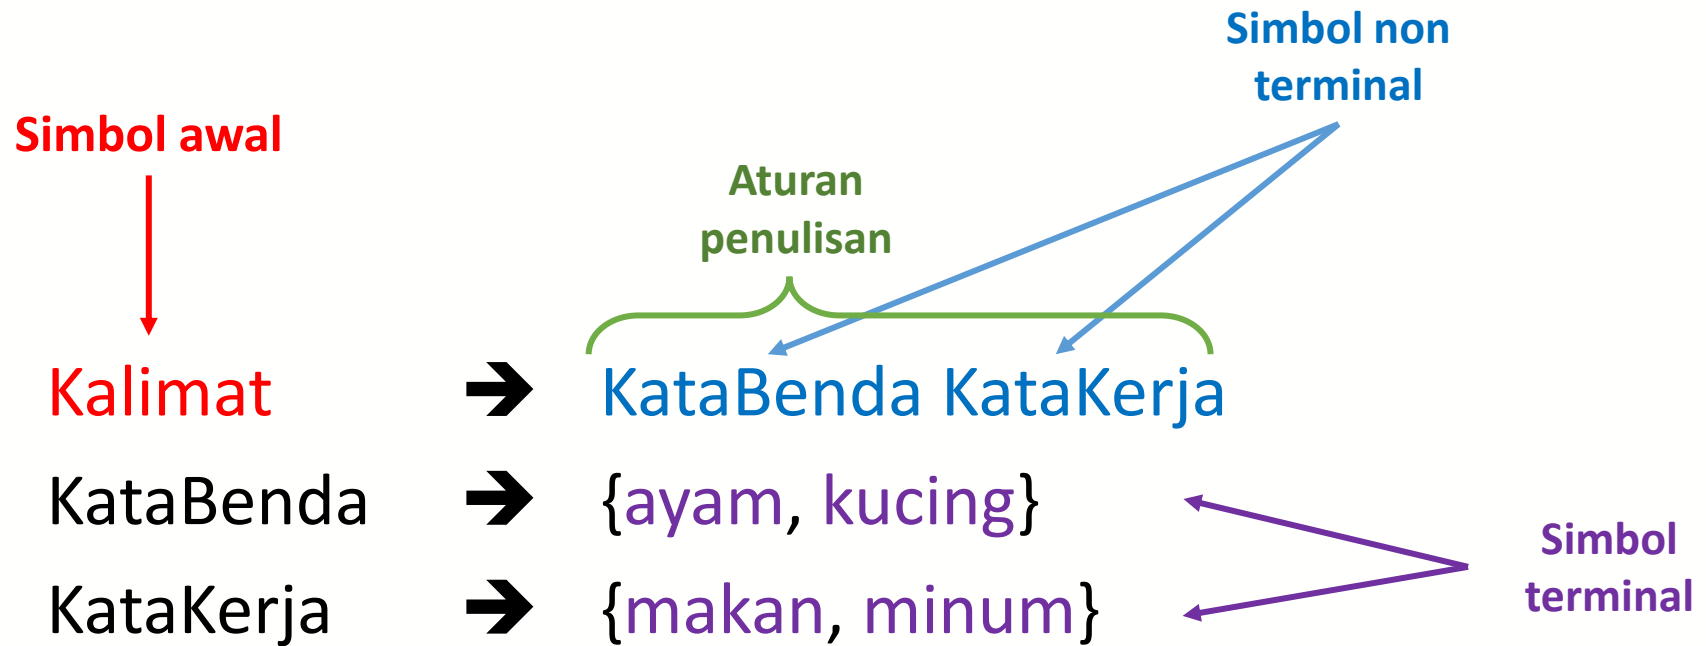 Simbol non
terminal
Simbol awal
Aturan
penulisan
Kalimat → KataBenda KataKerja
KataBenda → {ayam, kucing}
KataKerja → {makan, minum}
Simbol
terminal